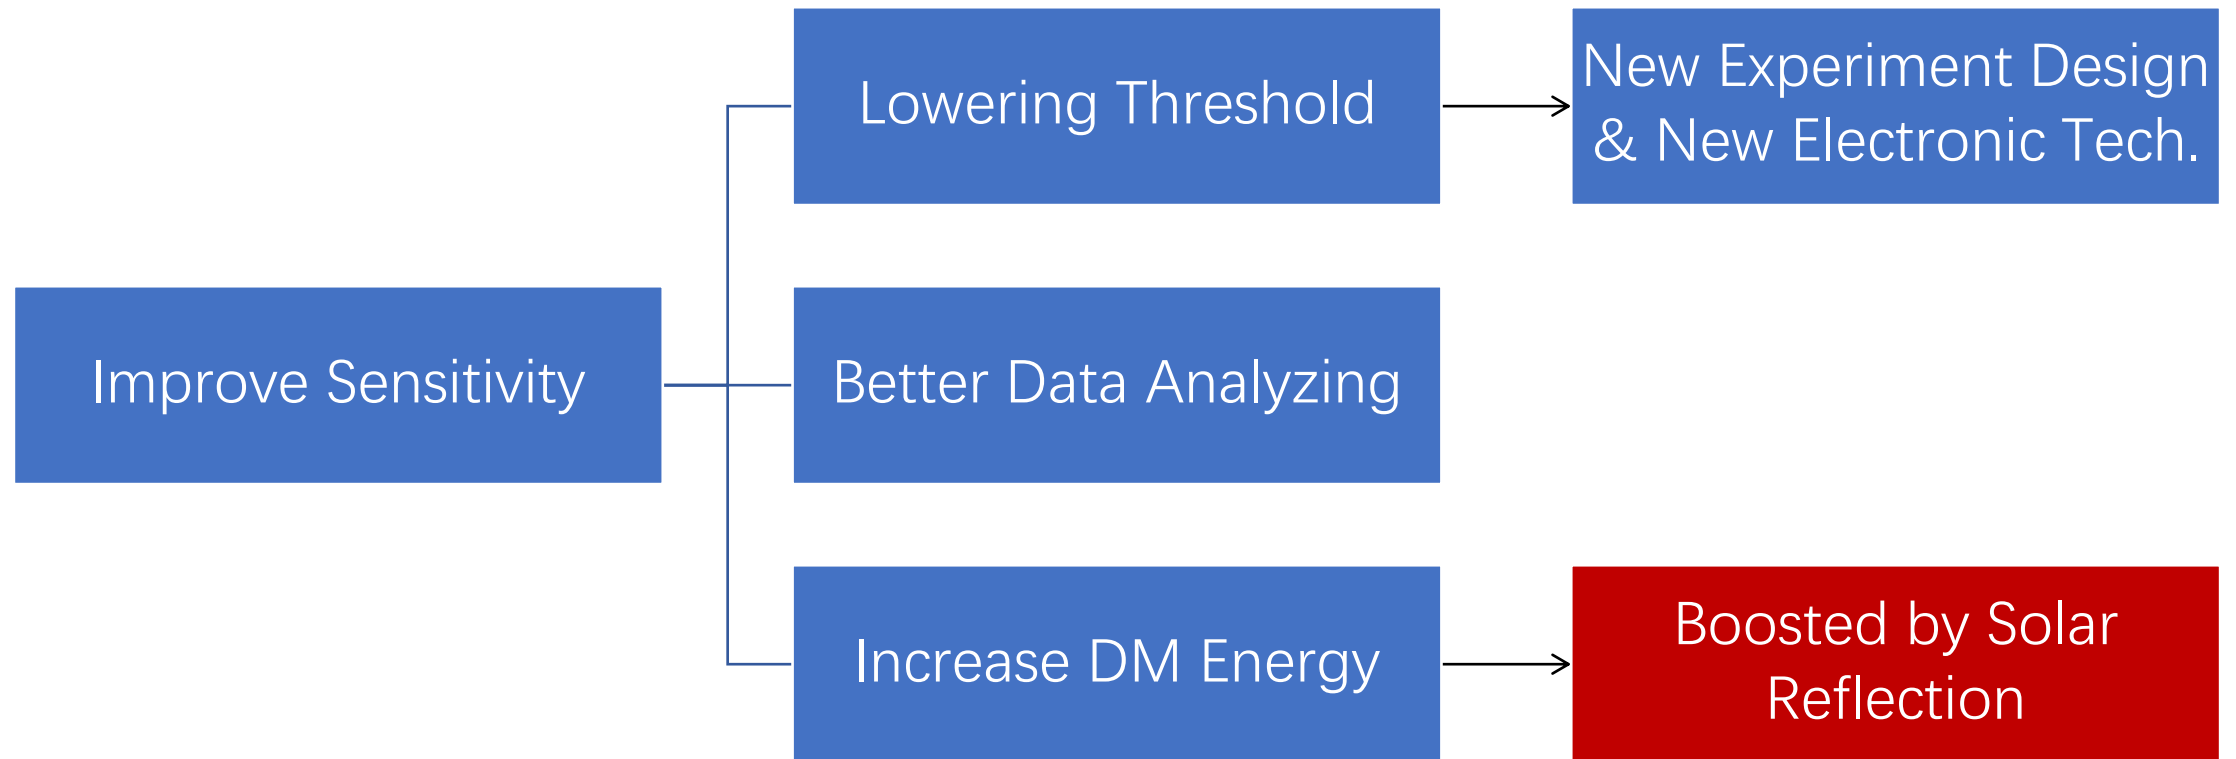 Lowering Threshold
New Experiment Design
& New Electronic Tech.
Improve Sensitivity
Better Data Analyzing
Increase DM Energy
Boosted by Solar
Reflection